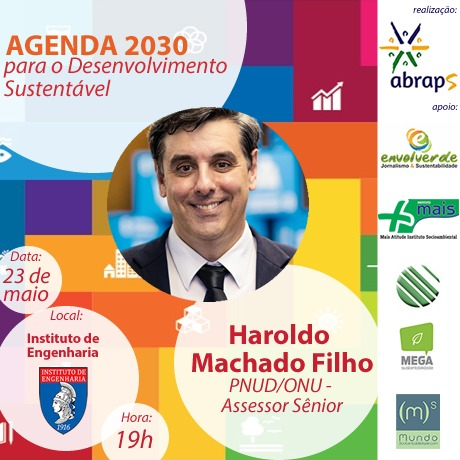 AGENDA 2030
para o Desenvolvimento
Sustentável
realização:
abraps
apoio:
envolverde
Jornalismo & Sustentabilidade
instituto
mais
Mais Atitude Instituto Socioambiental
MEGA
sustentabilidade
(m)s
Mundo
Data:
23 de
maio
Local:
Instituto de
Engenharia
INSTITUTO DE
ENGENHARIA
1916
Hora:
19h
Haroldo
Machado Filho
PNUD/ONU -
Assessor Sênior